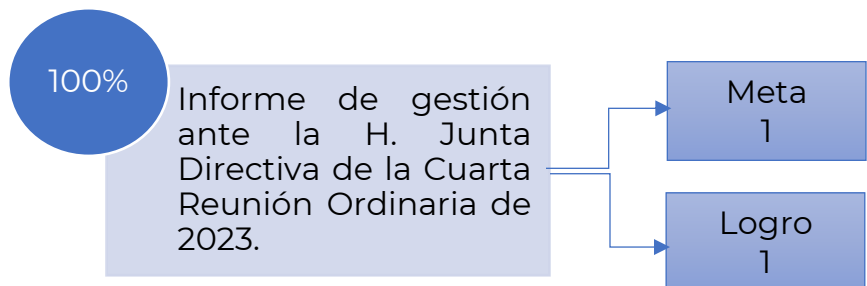 100%
Informe de gestión
ante la H. Junta
Directiva de la Cuarta
Reunión Ordinaria de
2023.
Meta
1
Logro
1